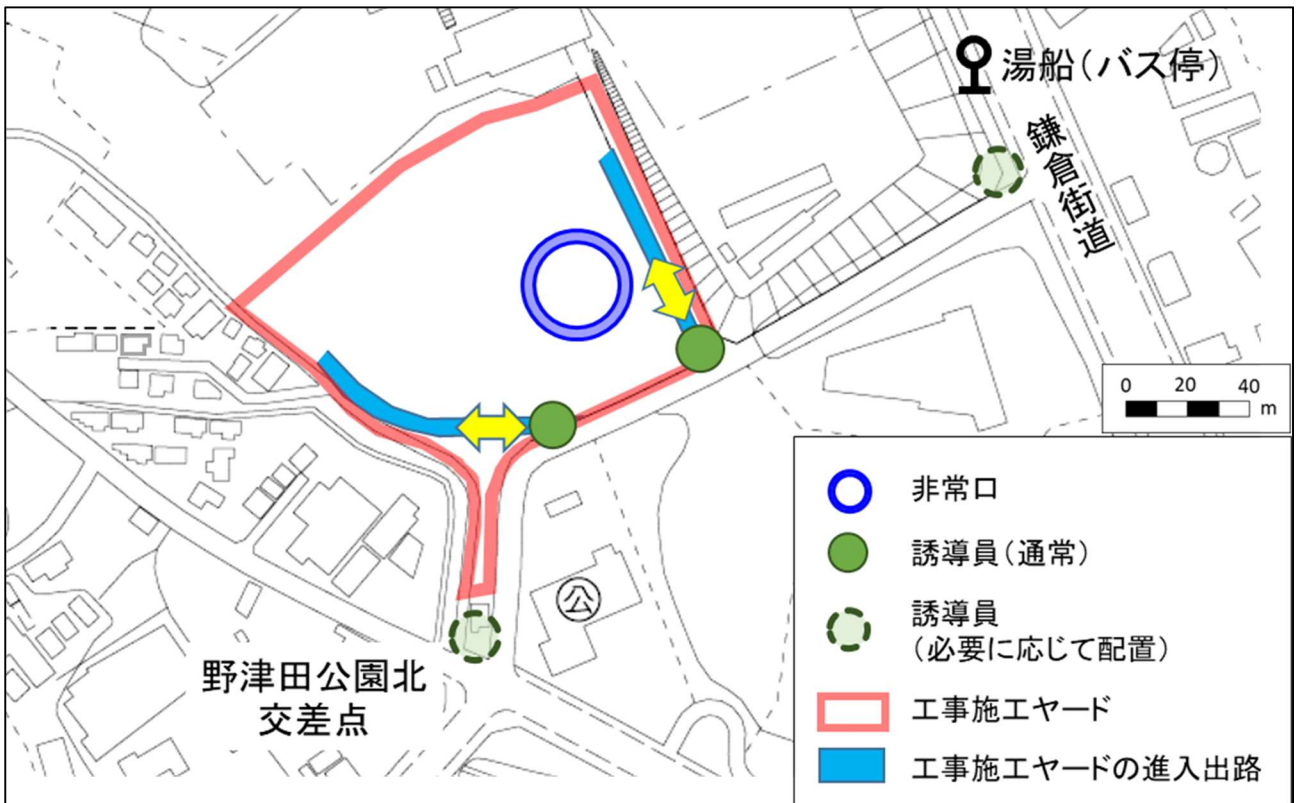 湯船(バス停)
鎌倉街道
0 20 40
m
非常口
誘導員(通常)
誘導員
(必要に応じて配置)
工事施工ヤード
工事施工ヤードの進入出路
公
野津田公園北
交差点